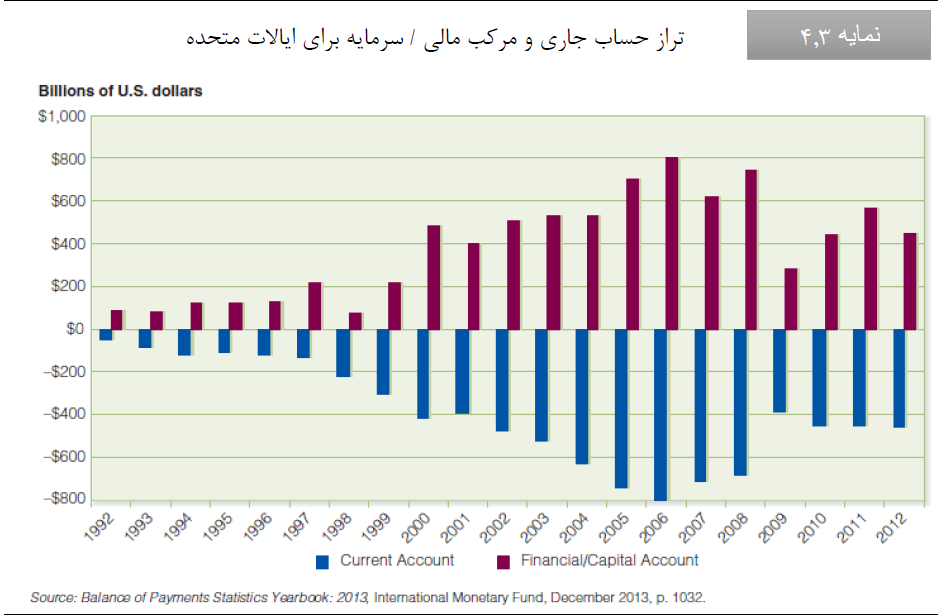 نمایه ۴٫۳
تراز حساب جاری و مرکب مالی / سرمایه برای ایالات متحده
Billions of U.S. dollars
$1,000
$800
$600
$400
$200
$0
–$200
–$400
–$600
–$800
1992 1993 1994 1995 1996 1997 1998 1999 2000 2001 2002 2003 2004 2005 2006 2007 2008 2009 2010 2011 2012
Current Account Financial/Capital Account
Source: Balance of Payments Statistics Yearbook: 2013, International Monetary Fund, December 2013, p. 1032.